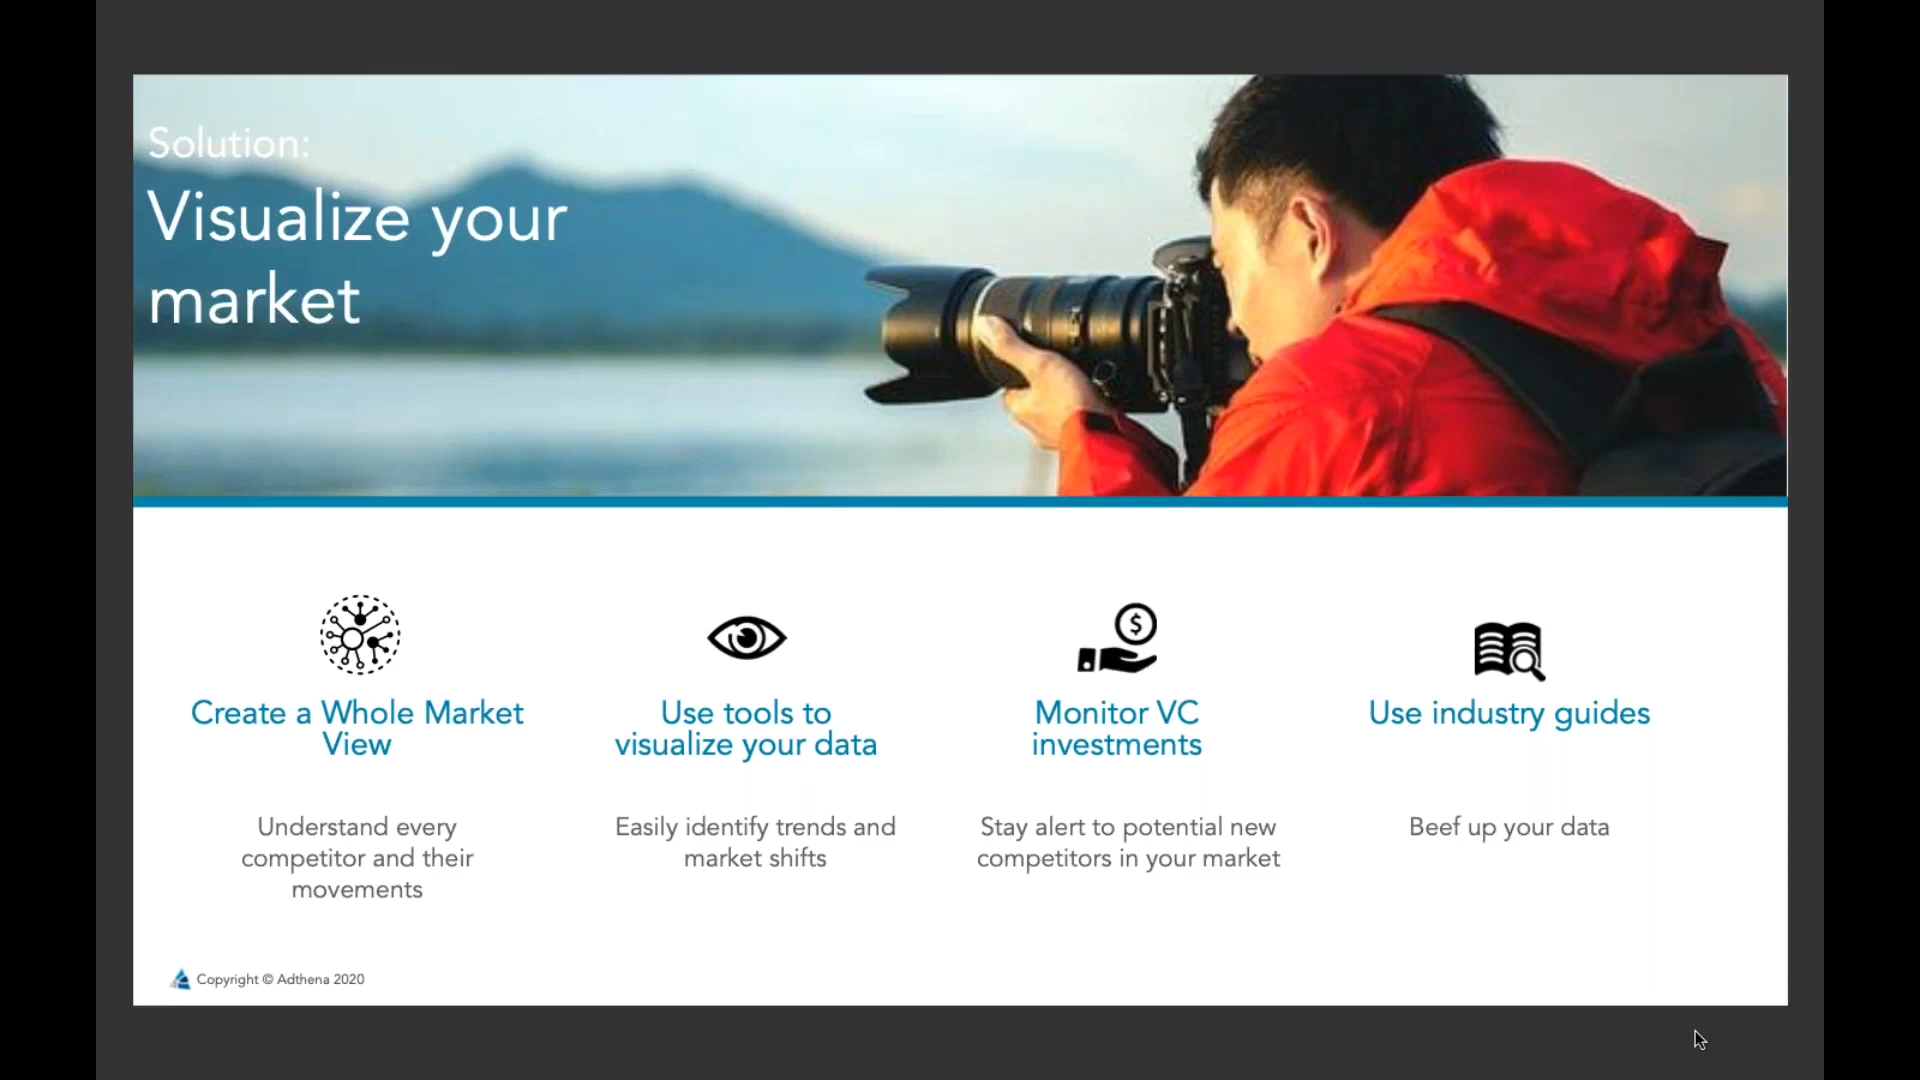 Solution:
Visualize your
market
$
Create a Whole Market
View
Understand every
competitor and their
movements
Use tools to
visualize your data
Easily identify trends and
market shifts
Monitor VC
investments
Stay alert to potential new
competitors in your market
Use industry guides
Beef up your data
Copyright © Adthena 2020